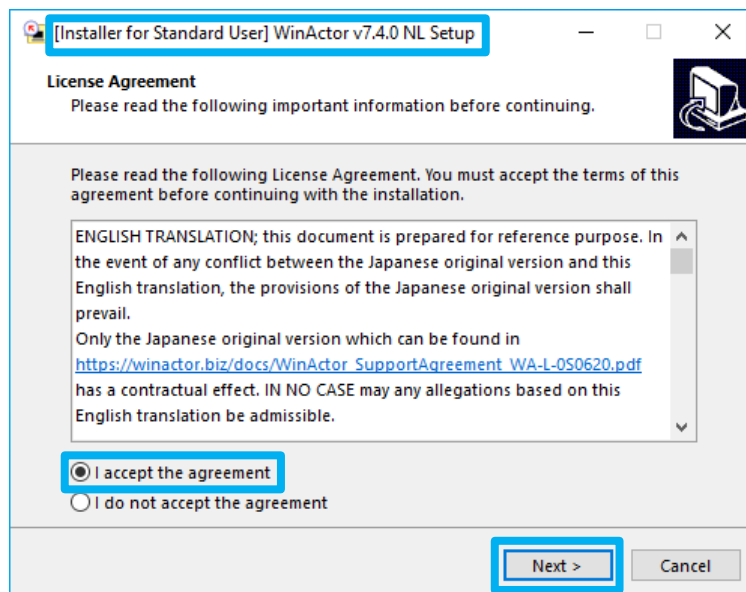 [Installer for Standard User] WinActor v7.4.0 NL Setup
License Agreement
Please read the following important information before continuing.
Please read the following License Agreement. You must accept the terms of this
agreement before continuing with the installation.
ENGLISH TRANSLATION; this document is prepared for reference purpose. In
the event of any conflict between the Japanese original version and this
English translation, the provisions of the Japanese original version shall
prevail.
Only the Japanese original version which can be found in
https://winactor.biz/docs/WinActor_SupportAgreement_WA-L-0S0620.pdf
has a contractual effect. IN NO CASE may any allegations based on this
English translation be admissible.
I accept the agreement
I do not accept the agreement
Next >
Cancel